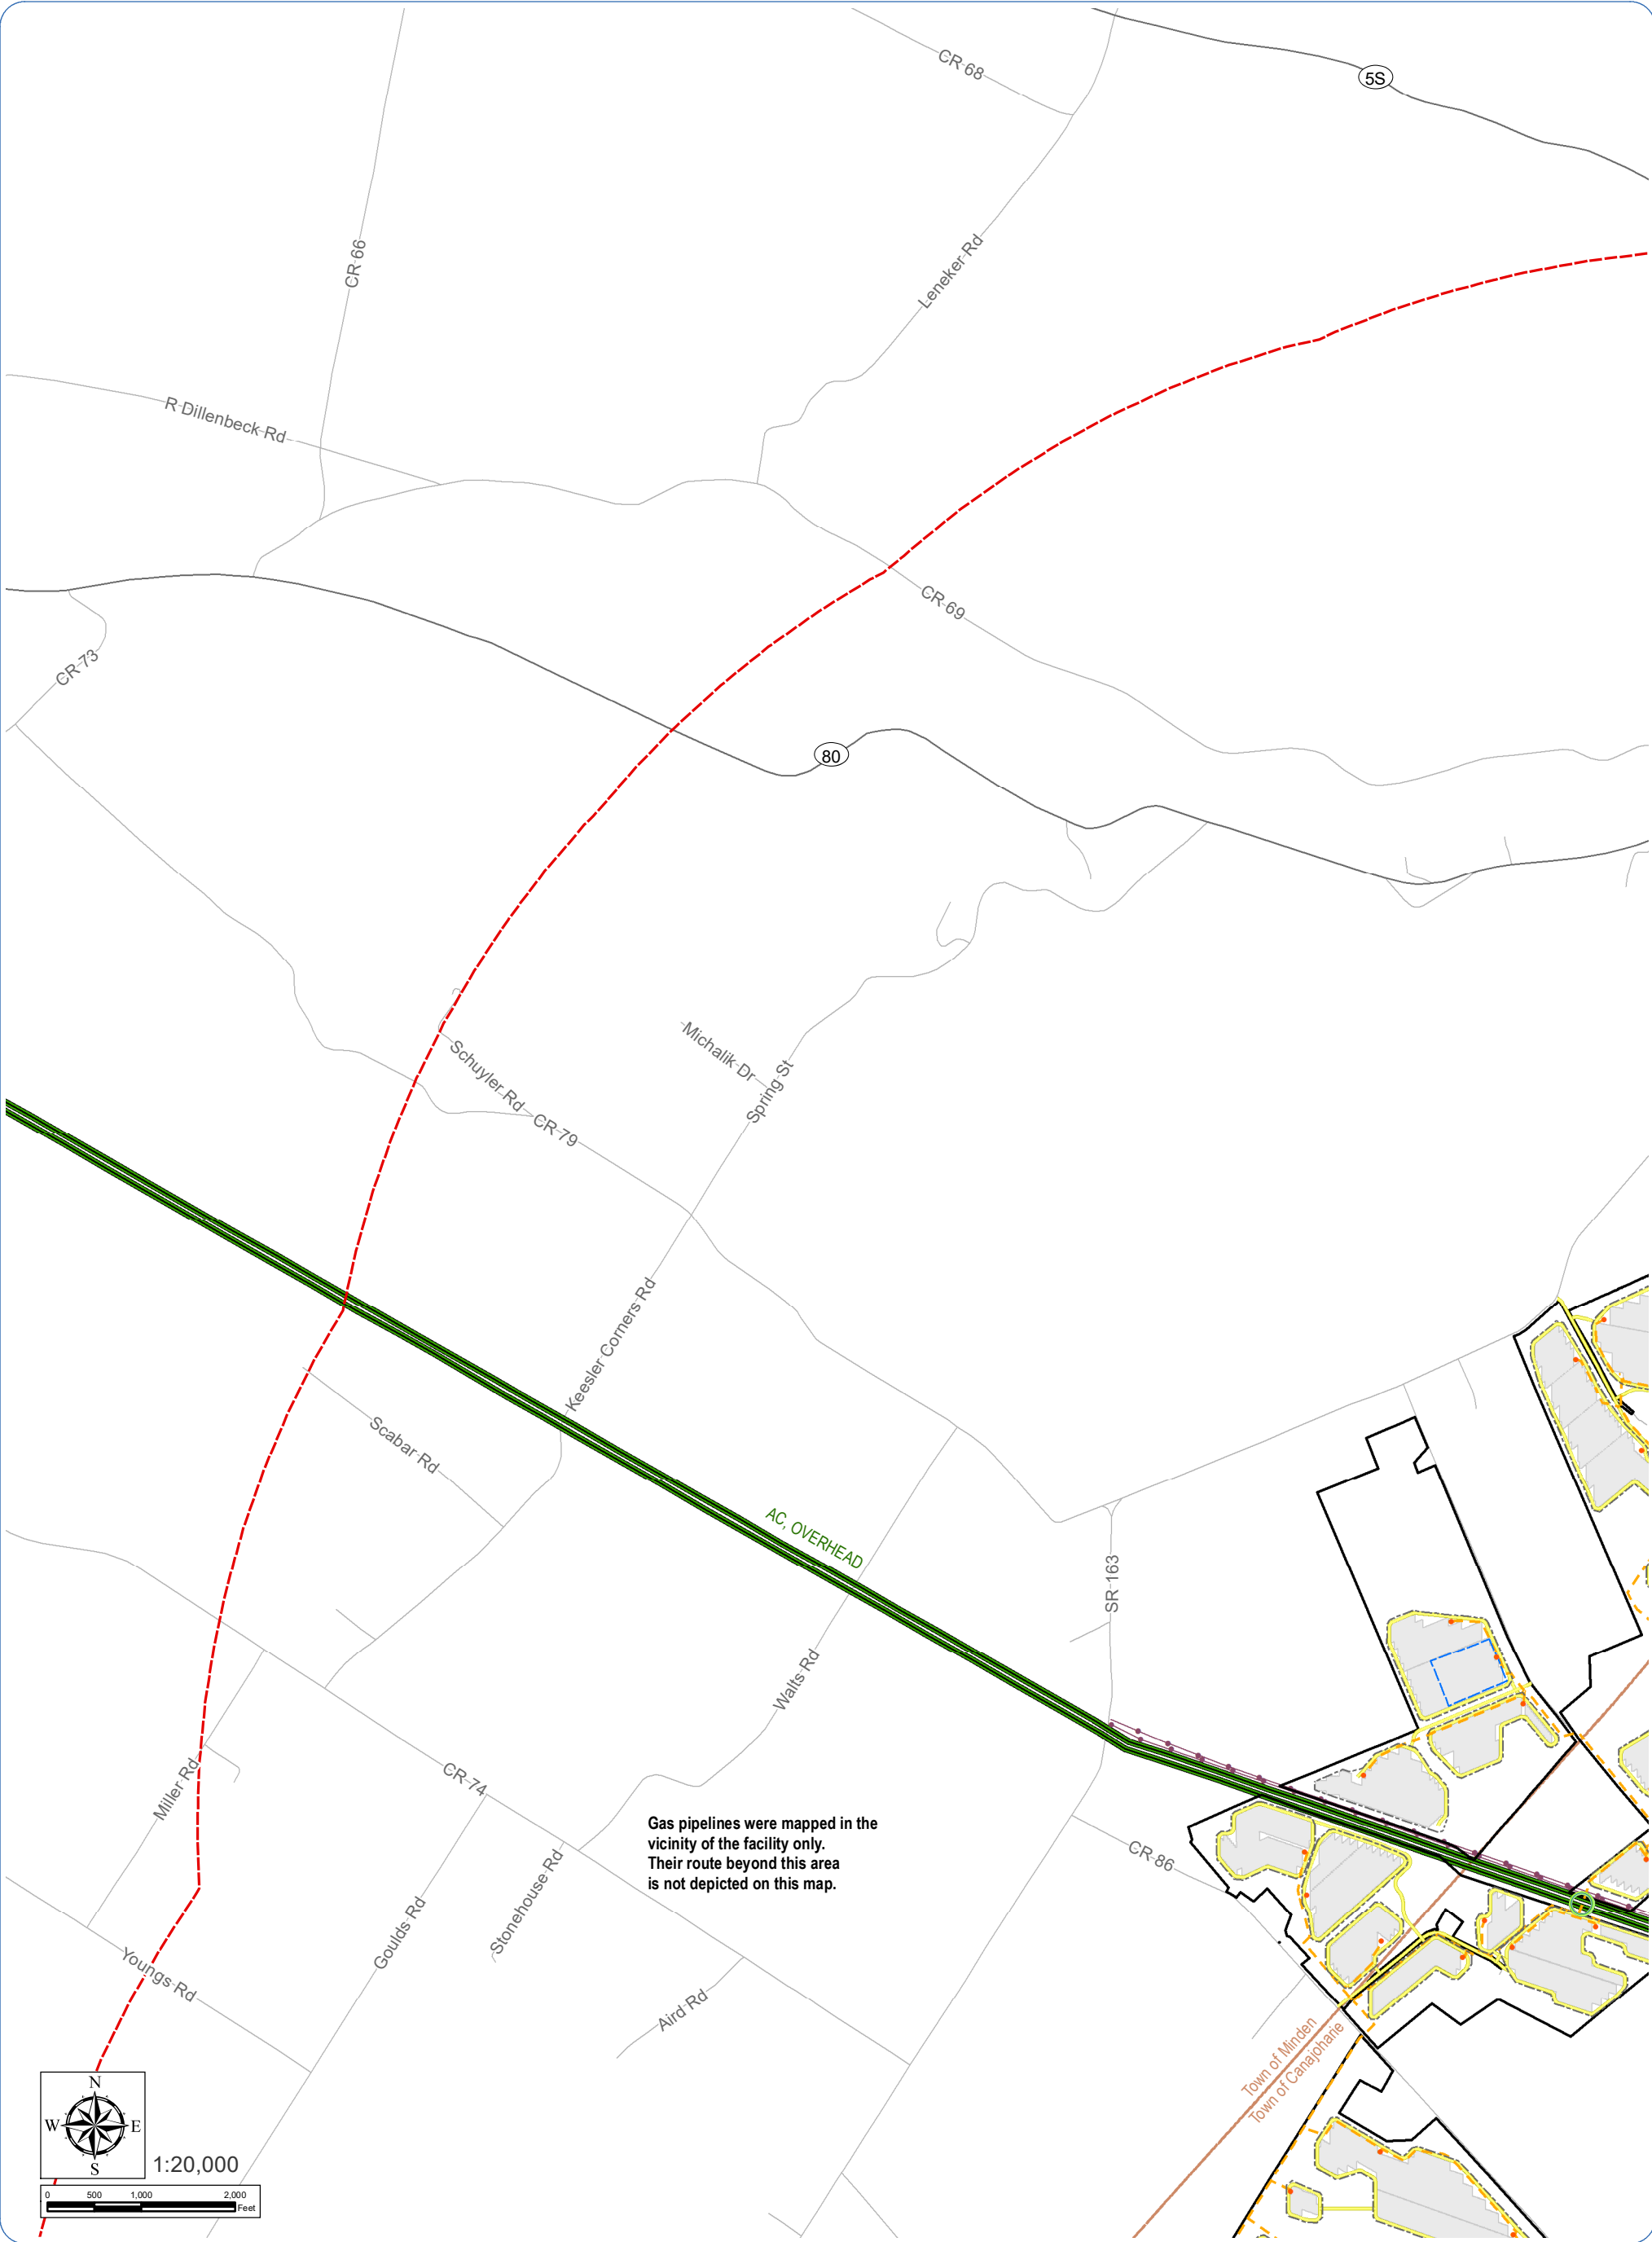 CR 68
5S
CR 66
Leneker Rd
R Dillenbeck Rd
CR 69
CR 73
80
Michalik Dr
Schuyler Rd
CR 79
Spring St
Keesler Corners Rd
Scabar Rd
AC, OVERHEAD
SR 163
Walts Rd
Miller Rd
CR 74
Gas pipelines were mapped in the
vicinity of the facility only.
Their route beyond this area
is not depicted on this map.
CR 86
Stonehouse Rd
Goulds Rd
Youngs Rd
Aird Rd
Town of Minden
Town of Canajoharie
N
W E
S
1:20,000
0 500 1,000 2,000
Feet